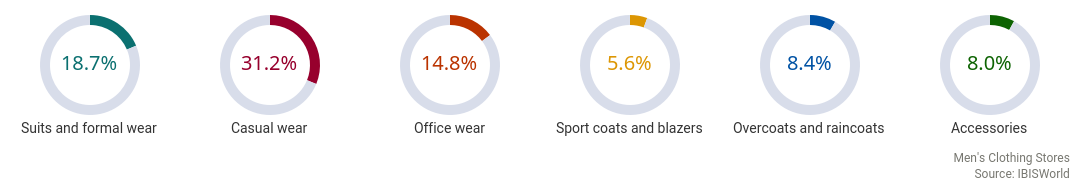 18.7% 31.2% 14.8% 5.6% 8.4% 8.0%
Suits and formal wear Casual wear Office wear Sport coats and blazers Overcoats and raincoats Accessories
Men's Clothing Stores
Source: IBISWorld